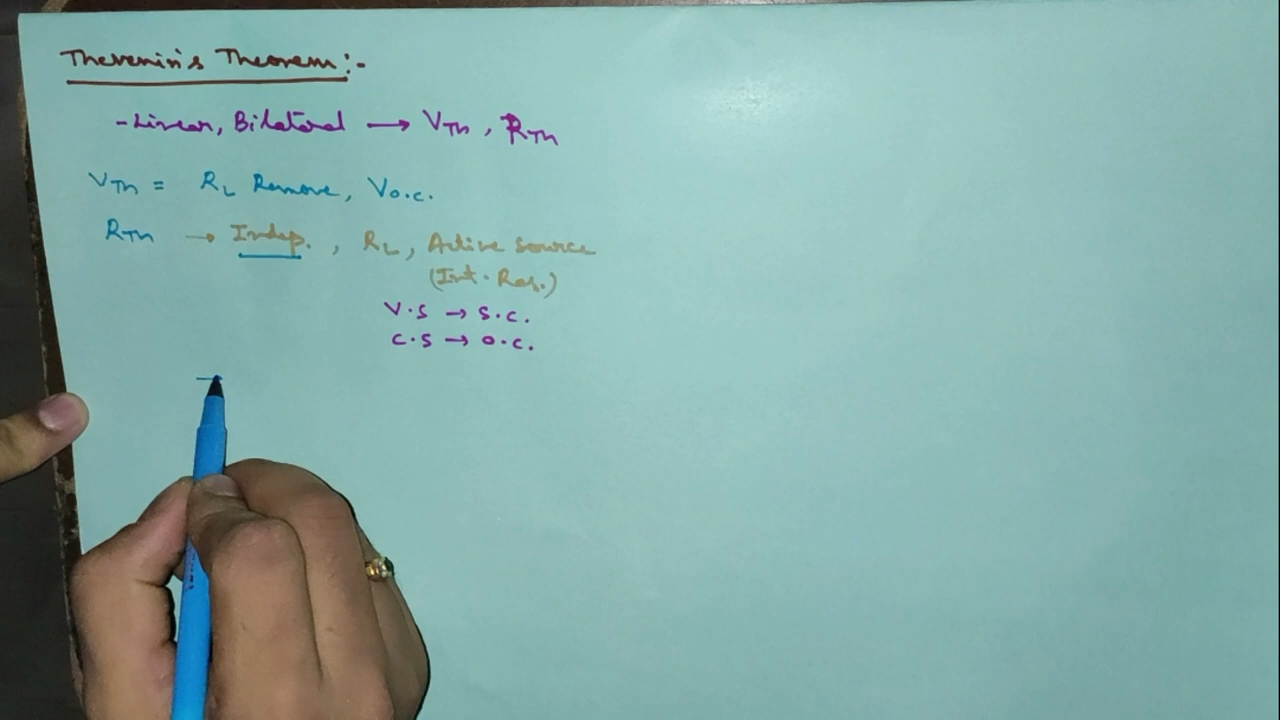 Thevenin's Theorem:-
- Linear, Bilateral → VTh, RTh
VTh = RL Remove, Vo.c.
RTh → Indep., RL, Active source
(Int. Res.)
V.S → S.C.
C.S → O.C.